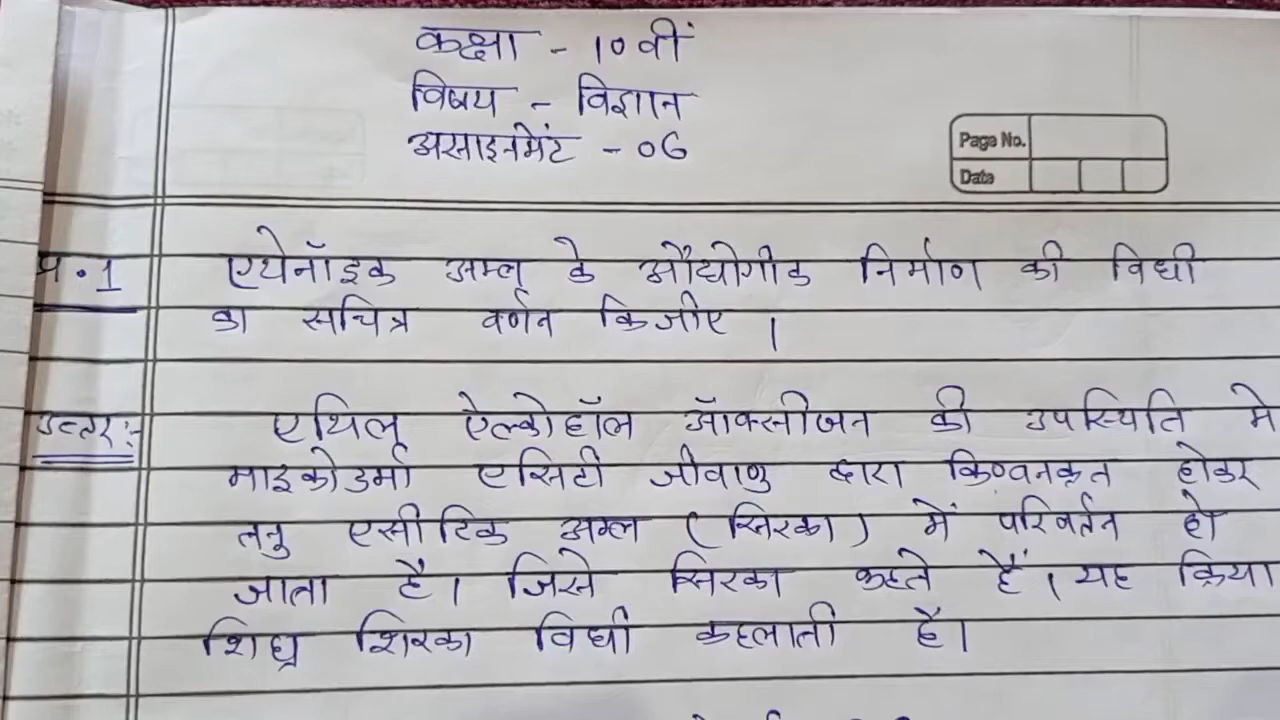 कक्षा - 10वीं
विषय - विज्ञान
असाइनमेंट - 06
Page No.
Data
प्र.1 एथेनॉइक अम्ल के औद्योगीक निर्माण की विधी
का सचित्र वर्णन किजीए ।
उत्तर:- एथिल ऐल्कोहॉल ऑक्सीजन की उपस्थिति मे
माइकोडर्मा एसिटी जीवाणु द्वारा किण्वनकृत होकर
तनु एसीटिक अम्ल (सिरका) में परिवर्तन हो
जाता है। जिसे सिरका कहते हैं। यह क्रिया
शिघ्र शिरका विधी कहलाती है।